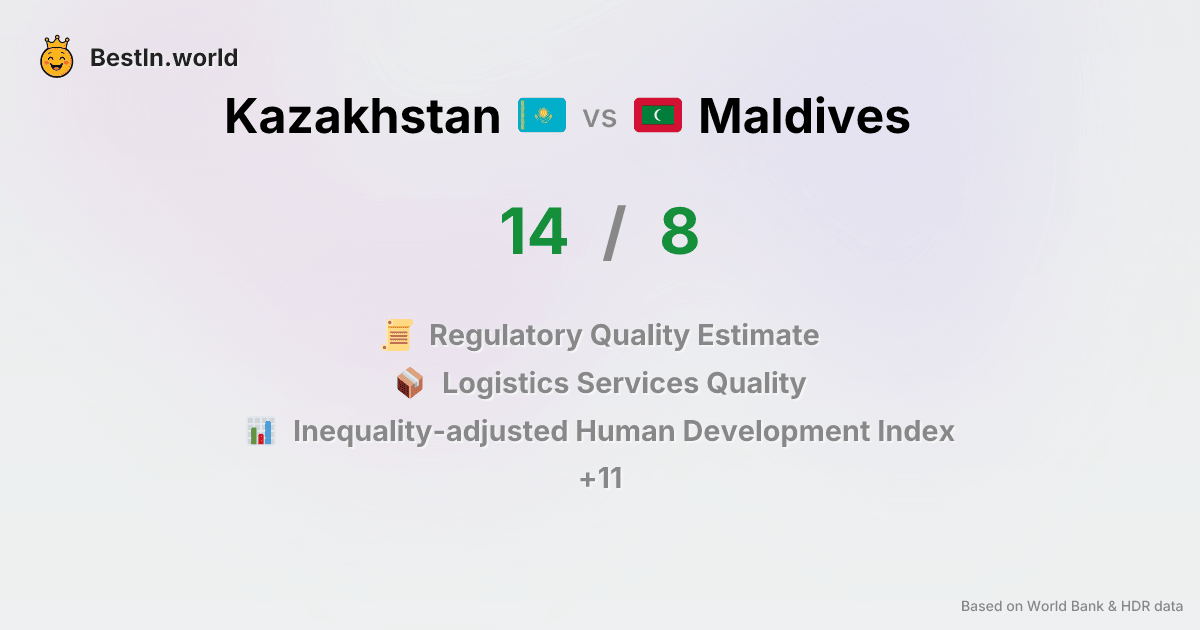 BestIn.world
Kazakhstan vs Maldives
14 / 8
Regulatory Quality Estimate
Logistics Services Quality
Inequality-adjusted Human Development Index
+11
Based on World Bank & HDR data